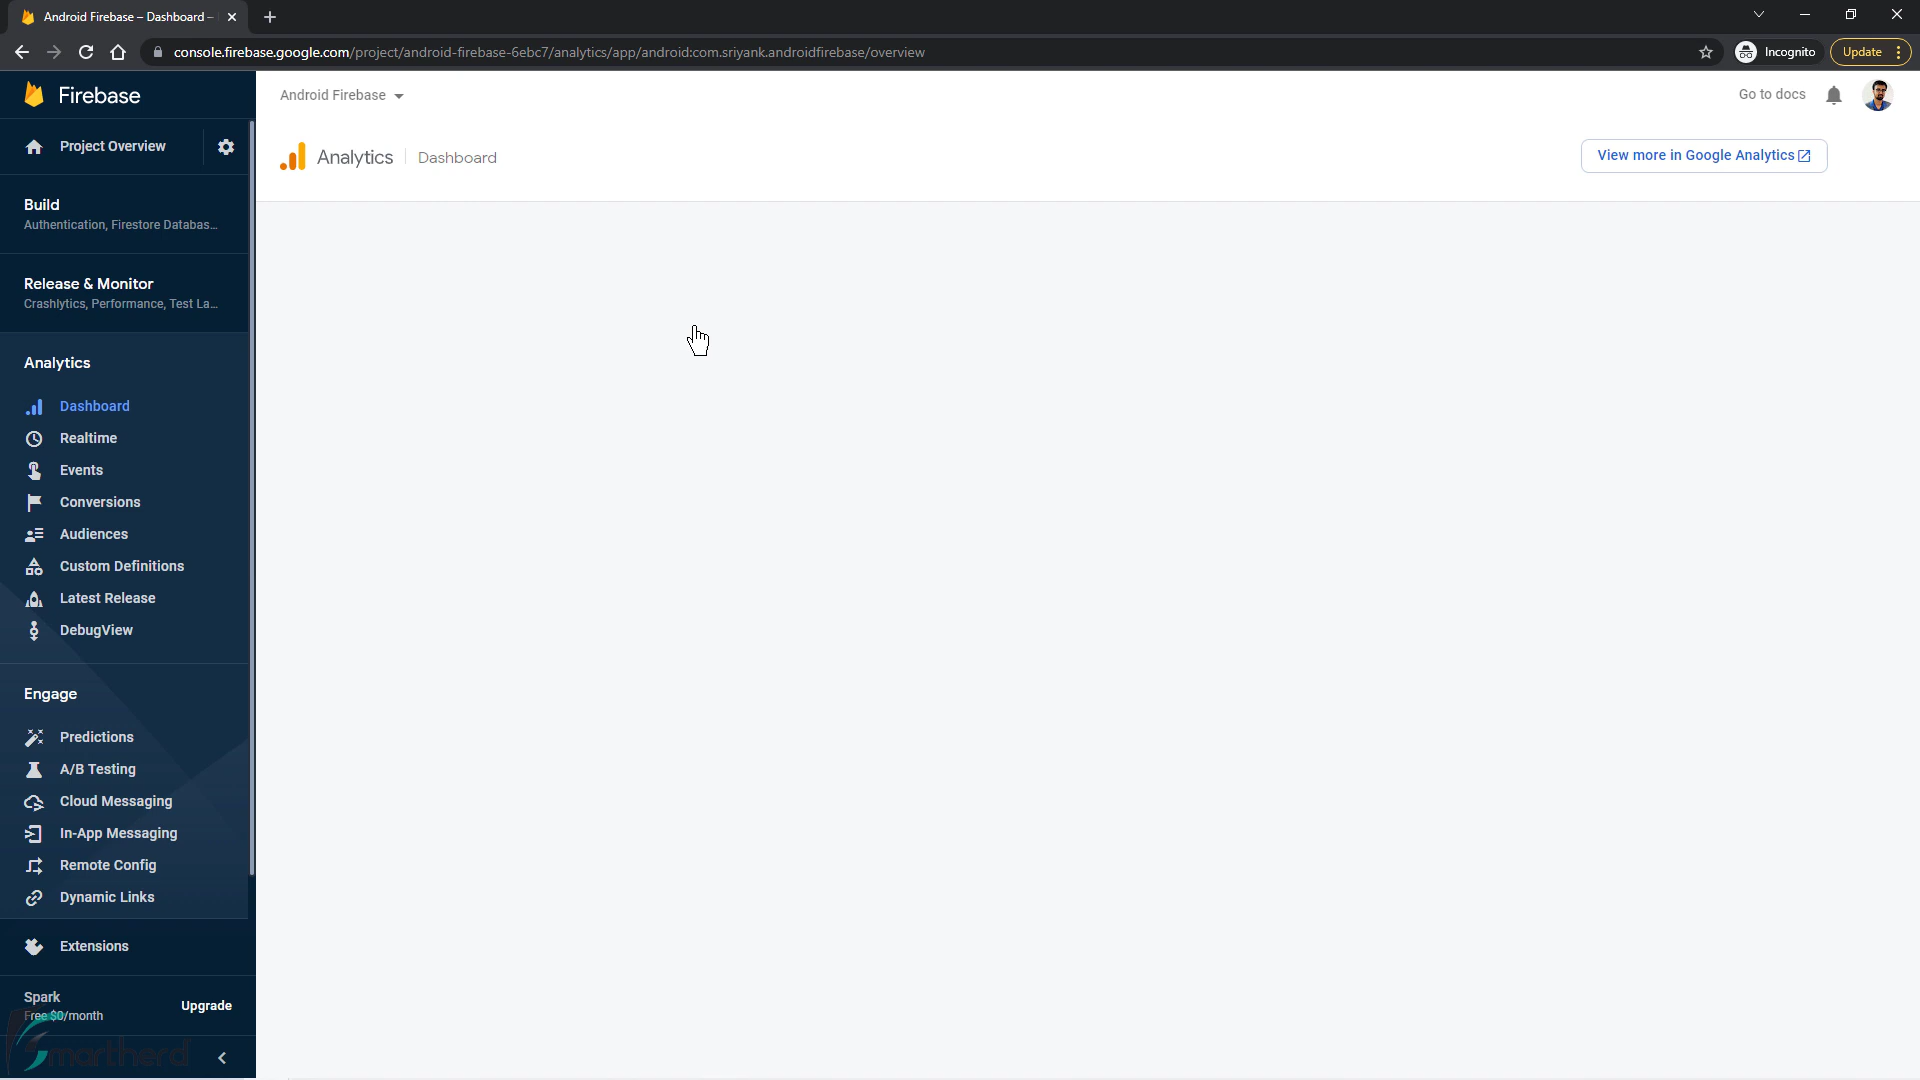 Android Firebase – Dashboard –
console.firebase.google.com/project/android-firebase-6ebc7/analytics/app/android:com.sriyank.androidfirebase/overview
Incognito
Update
Firebase
Android Firebase
Go to docs
Project Overview
Analytics
Dashboard
View more in Google Analytics
Build
Authentication, Firestore Databas...
Release & Monitor
Crashlytics, Performance, Test La...
Analytics
Dashboard
Realtime
Events
Conversions
Audiences
Custom Definitions
Latest Release
DebugView
Engage
Predictions
A/B Testing
Cloud Messaging
In-App Messaging
Remote Config
Dynamic Links
Extensions
Spark
Free $0/month
Upgrade
Smartherd